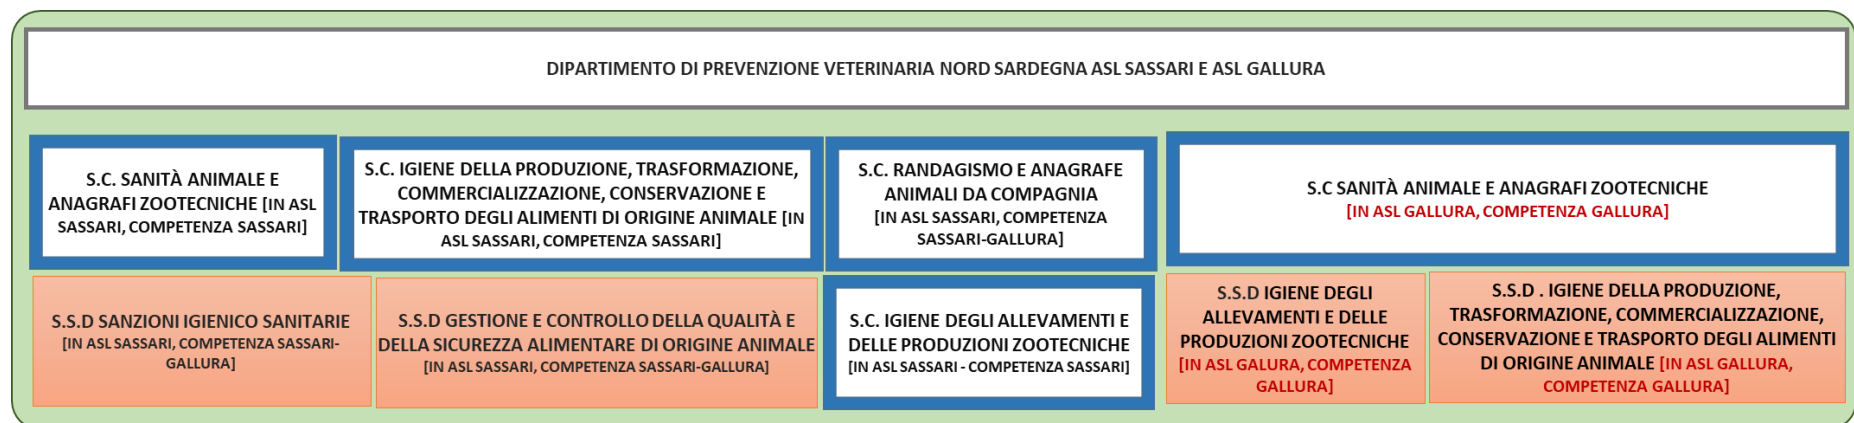 DIPARTIMENTO DI PREVENZIONE VETERINARIA NORD SARDEGNA ASL SASSARI E ASL GALLURA
S.C. SANITÀ ANIMALE E
ANAGRAFI ZOOTECNICHE [IN ASL
SASSARI, COMPETENZA SASSARI]
S.C. IGIENE DELLA PRODUZIONE, TRASFORMAZIONE,
COMMERCIALIZZAZIONE, CONSERVAZIONE E
TRASPORTO DEGLI ALIMENTI DI ORIGINE ANIMALE [IN
ASL SASSARI, COMPETENZA SASSARI]
S.C. RANDAGISMO E ANAGRAFE
ANIMALI DA COMPAGNIA
[IN ASL SASSARI, COMPETENZA
SASSARI-GALLURA]
S.C SANITÀ ANIMALE E ANAGRAFI ZOOTECNICHE
[IN ASL GALLURA, COMPETENZA GALLURA]
S.S.D SANZIONI IGIENICO SANITARIE
[IN ASL SASSARI, COMPETENZA SASSARI-
GALLURA]
S.S.D GESTIONE E CONTROLLO DELLA QUALITÀ E
DELLA SICUREZZA ALIMENTARE DI ORIGINE ANIMALE
[IN ASL SASSARI, COMPETENZA SASSARI-GALLURA]
S.C. IGIENE DEGLI ALLEVAMENTI E
DELLE PRODUZIONI ZOOTECNICHE
[IN ASL SASSARI - COMPETENZA SASSARI]
S.S.D IGIENE DEGLI
ALLEVAMENTI E DELLE
PRODUZIONI ZOOTECNICHE
[IN ASL GALURA, COMPETENZA
GALLURA]
S.S.D . IGIENE DELLA PRODUZIONE,
TRASFORMAZIONE, COMMERCIALIZZAZIONE,
CONSERVAZIONE E TRASPORTO DEGLI ALIMENTI
DI ORIGINE ANIMALE [IN ASL GALLURA,
COMPETENZA GALLURA]